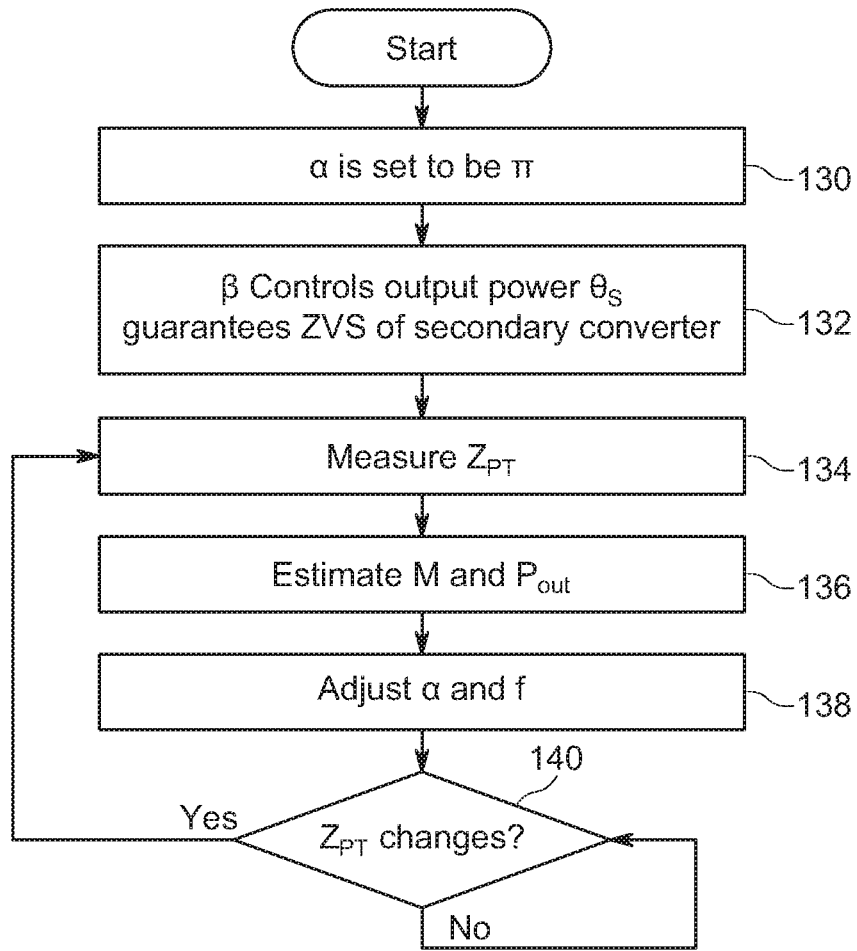 Start
α is set to be π
130
β Controls output power θS
guarantees ZVS of secondary converter
132
Measure ZPT
134
Estimate M and Pout
136
Adjust α and f
138
140
Yes
ZPT changes?
No